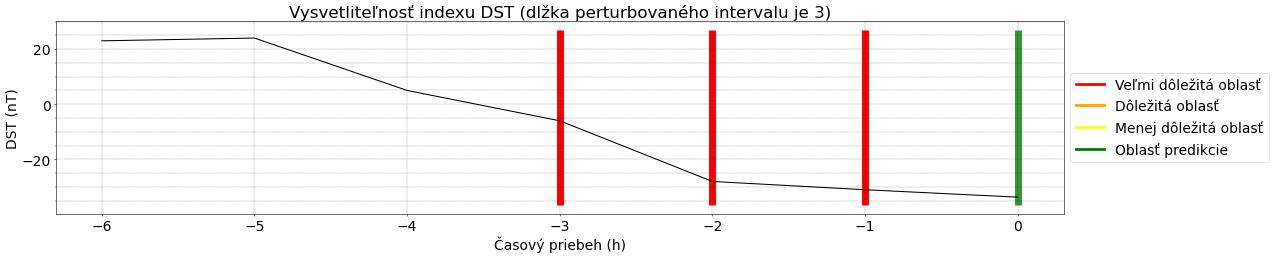 Vysvetliteľnosť indexu DST (dlžka perturbovaného intervalu je 3)
DST (nT)
20
0
−20
−6 −5 −4 −3 −2 −1 0
Časový priebeh (h)
Veľmi dôležitá oblasť
Dôležitá oblasť
Menej dôležitá oblasť
Oblasť predikcie